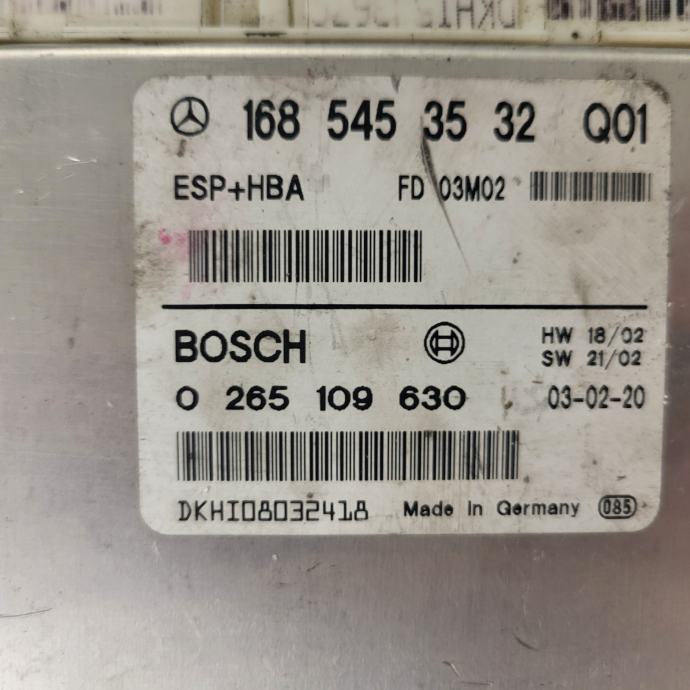 168 545 35 32 Q01
ESP+HBA FD 03M02
BOSCH HW 18/02
SW 21/02
0 265 109 630 03-02-20
DKHI08032418 Made in Germany 085